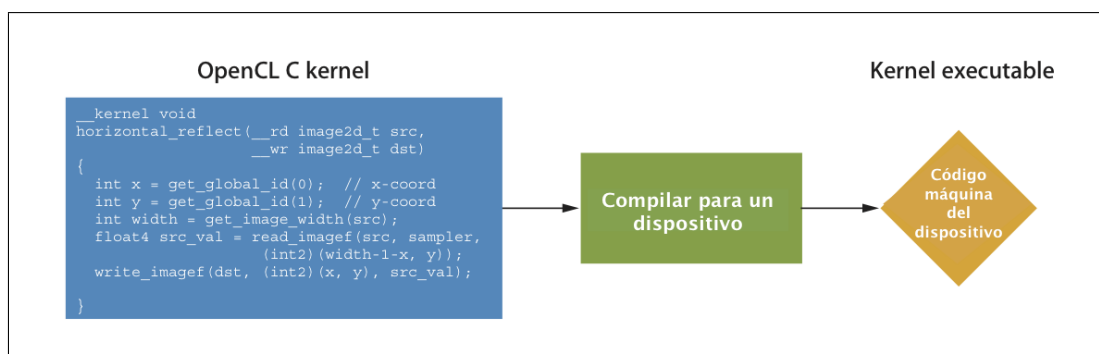 OpenCL C kernel
__kernel void
horizontal_reflect(__rd image2d_t src,
                   __wr image2d_t dst)
{
  int x = get_global_id(0);  // x-coord
  int y = get_global_id(1);  // y-coord
  int width = get_image_width(src);
  float4 src_val = read_imagef(src, sampler,
                    (int2)(width-1-x, y));
  write_imagef(dst, (int2)(x, y), src_val);
}
Compilar para un
dispositivo
Kernel executable
Código
máquina
del
dispositivo